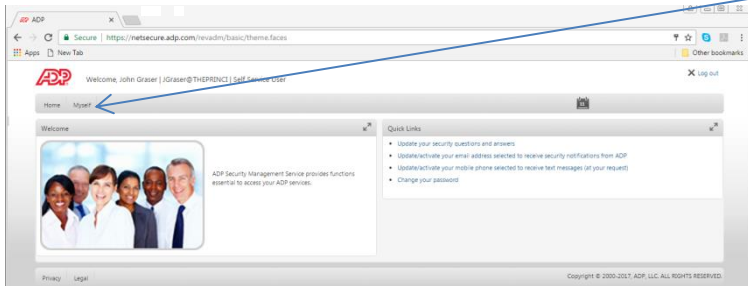 ADP ADP
Secure | https://netsecure.adp.com/revadm/basic/theme.faces
Apps New Tab Other bookmarks
ADP Welcome, John Graser | JGraser@THEPRINCI | Self Service User Log out
Home Myself
Welcome
Quick Links
ADP Security Management Service provides functions
essential to access your ADP services.
Update your security questions and answers
Update/activate your email address selected to receive security notifications from ADP
Update/activate your mobile phone selected to receive text messages (at your request)
Change your password
Privacy Legal Copyright © 2000-2017, ADP, LLC. ALL RIGHTS RESERVED.